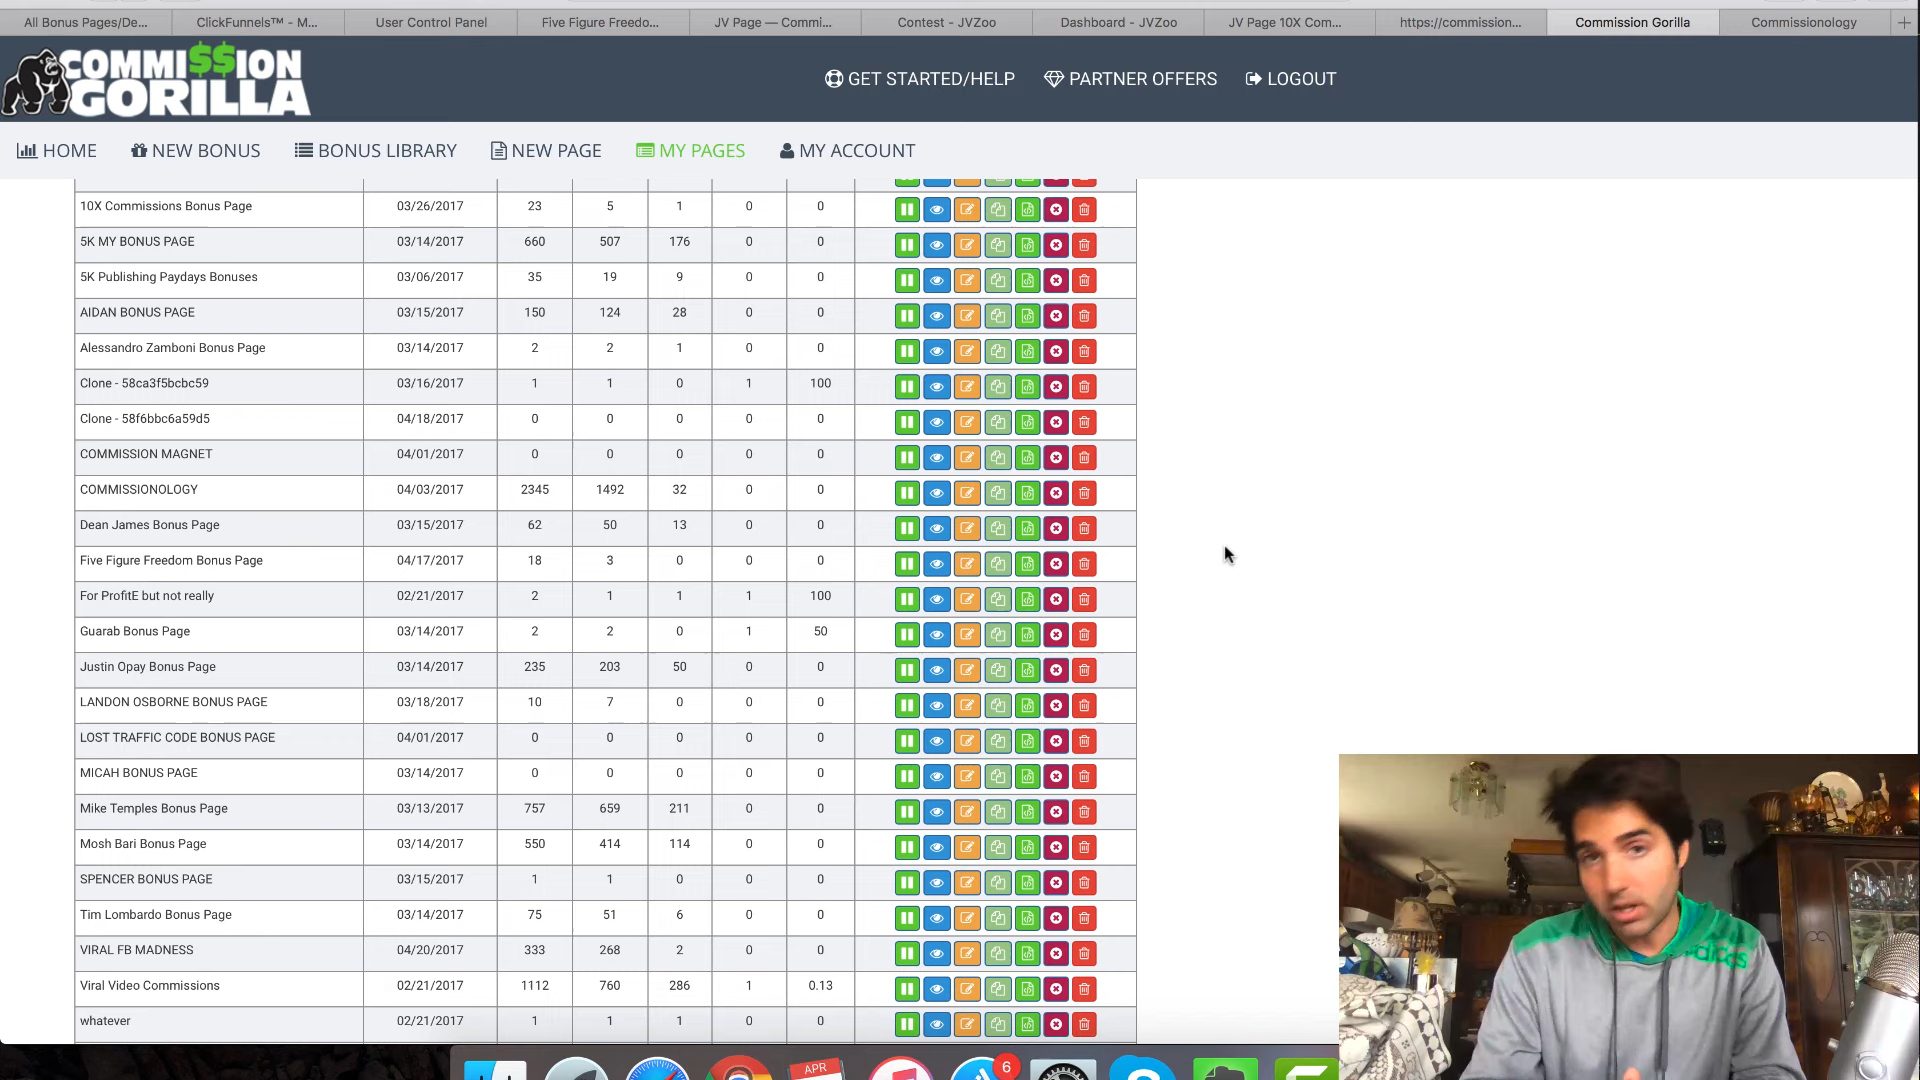 All Bonus Pages/De... ClickFunnels™ - M... User Control Panel Five Figure Freedo... JV Page — Commi... Contest - JVZoo Dashboard - JVZoo JV Page 10X Com... https://commission... Commission Gorilla Commissionology
COMMI$$ION
GORILLA
GET STARTED/HELP PARTNER OFFERS LOGOUT
HOME NEW BONUS BONUS LIBRARY NEW PAGE MY PAGES MY ACCOUNT
10X Commissions Bonus Page 03/26/2017 23 5 1 0 0
5K MY BONUS PAGE 03/14/2017 660 507 176 0 0
5K Publishing Paydays Bonuses 03/06/2017 35 19 9 0 0
AIDAN BONUS PAGE 03/15/2017 150 124 28 0 0
Alessandro Zamboni Bonus Page 03/14/2017 2 2 1 0 0
Clone - 58ca3f5bcbc59 03/16/2017 1 1 0 1 100
Clone - 58f6bbc6a59d5 04/18/2017 0 0 0 0 0
COMMISSION MAGNET 04/01/2017 0 0 0 0 0
COMMISSIONOLOGY 04/03/2017 2345 1492 32 0 0
Dean James Bonus Page 03/15/2017 62 50 13 0 0
Five Figure Freedom Bonus Page 04/17/2017 18 3 0 0 0
For ProfitE but not really 02/21/2017 2 1 1 1 100
Guarab Bonus Page 03/14/2017 2 2 0 1 50
Justin Opay Bonus Page 03/14/2017 235 203 50 0 0
LANDON OSBORNE BONUS PAGE 03/18/2017 10 7 0 0 0
LOST TRAFFIC CODE BONUS PAGE 04/01/2017 0 0 0 0 0
MICAH BONUS PAGE 03/14/2017 0 0 0 0 0
Mike Temples Bonus Page 03/13/2017 757 659 211 0 0
Mosh Bari Bonus Page 03/14/2017 550 414 114 0 0
SPENCER BONUS PAGE 03/15/2017 1 1 0 0 0
Tim Lombardo Bonus Page 03/14/2017 75 51 6 0 0
VIRAL FB MADNESS 04/20/2017 333 268 2 0 0
Viral Video Commissions 02/21/2017 1112 760 286 1 0.13
whatever 02/21/2017 1 1 1 0 0
adidas
APR
6